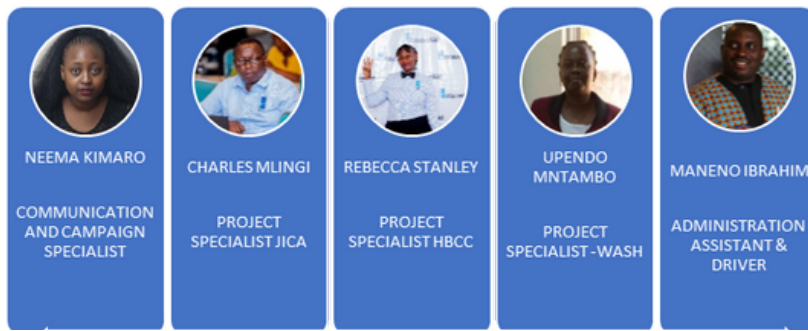 NEEMA KIMARO
COMMUNICATION
AND CAMPAIGN
SPECIALIST
CHARLES MLINGI
PROJECT
SPECIALIST JICA
REBECCA STANLEY
PROJECT
SPECIALIST HBCC
UPENDO
MNTAMBO
PROJECT
SPECIALIST -WASH
MANENO IBRAHIM
ADMINISTRATION
ASSISTANT &
DRIVER